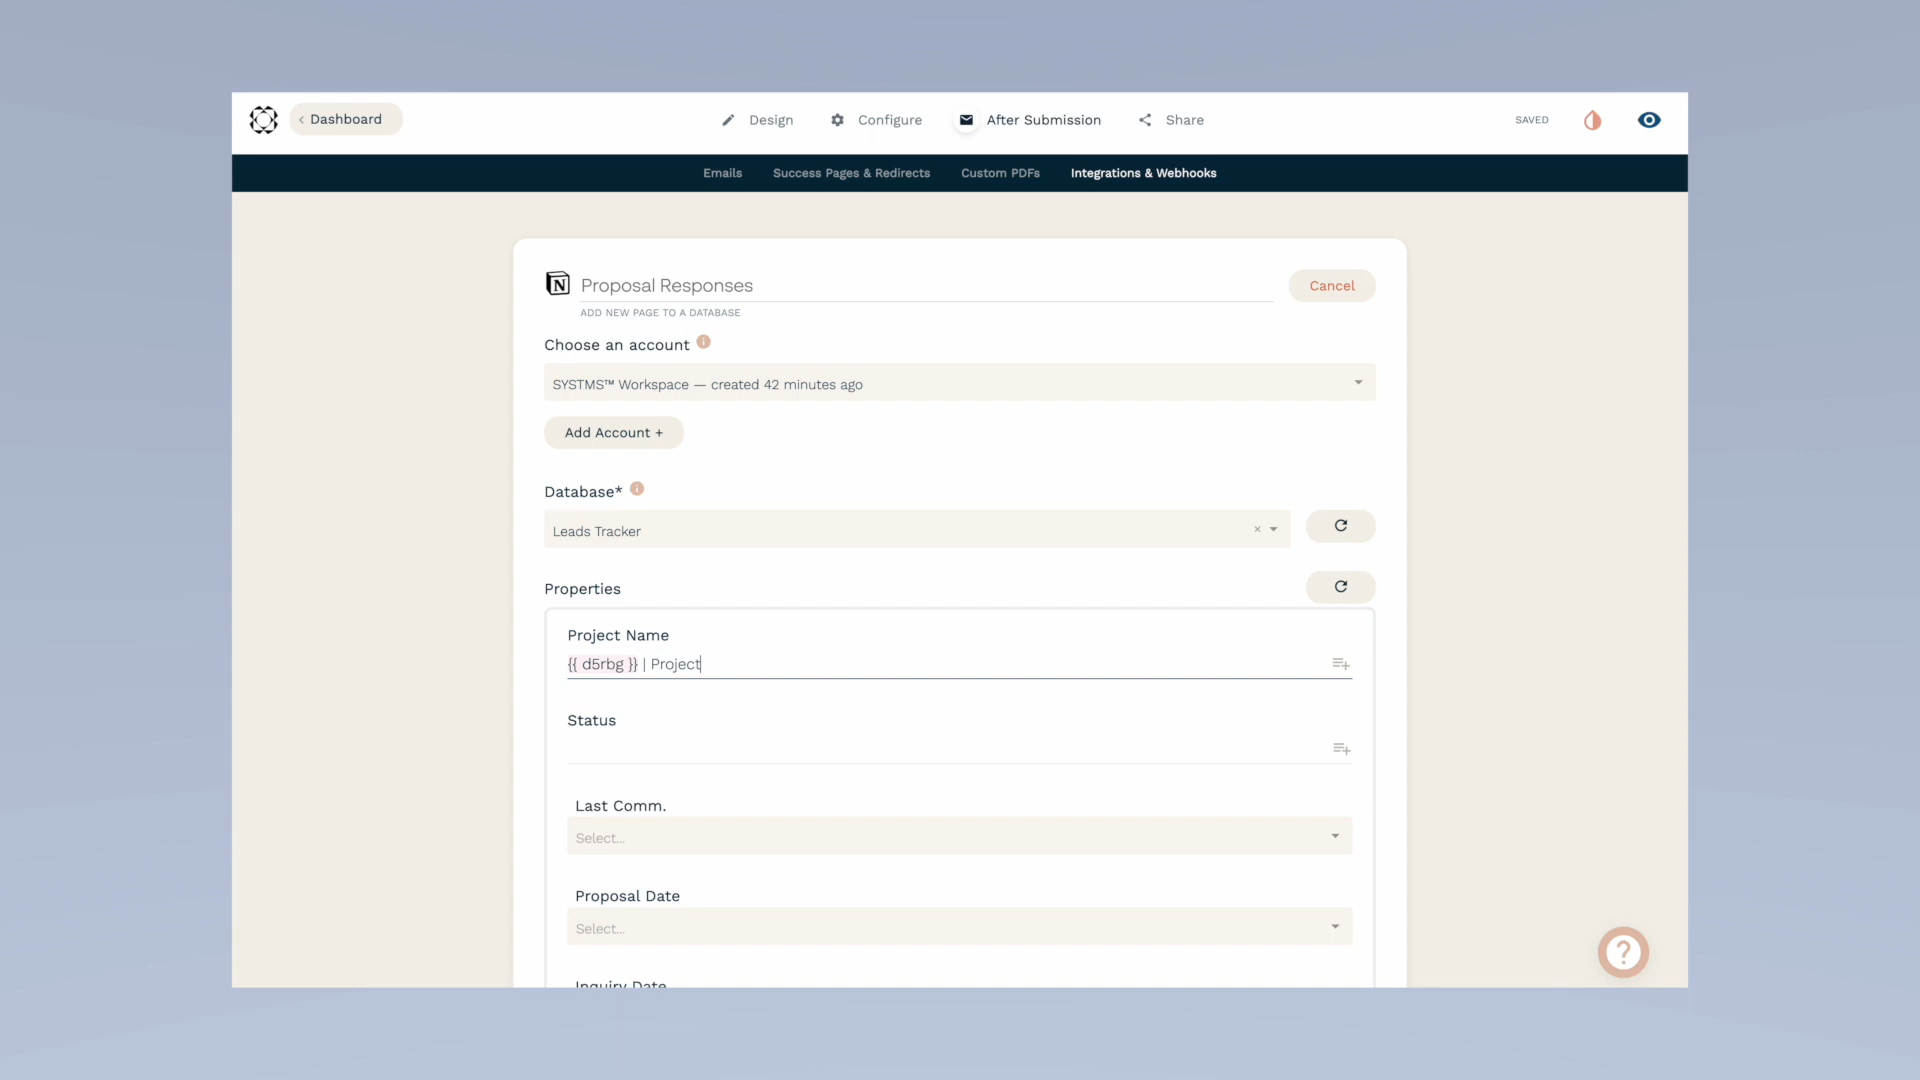 Dashboard
Design
Configure
After Submission
Share
SAVED
Emails
Success Pages & Redirects
Custom PDFs
Integrations & Webhooks
N
Proposal Responses
Cancel
ADD NEW PAGE TO A DATABASE
Choose an account
SYSTMS™ Workspace — created 42 minutes ago
Add Account +
Database*
Leads Tracker
Properties
Project Name
{{ d5rbg }} | Project
Status
Last Comm.
Select...
Proposal Date
Select...
Inquiry Date
?